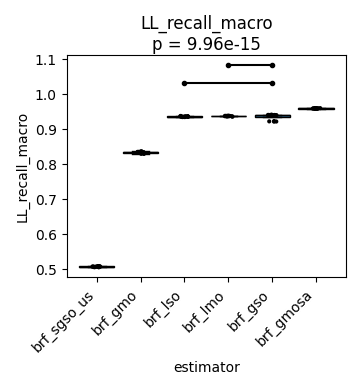 LL_recall_macro
p = 9.96e-15
LL_recall_macro
1.1
1.0
0.9
0.8
0.7
0.6
0.5
brf_sgso_us
brf_gmo
brf_lso
brf_lmo
brf_gso
brf_gmosa
estimator